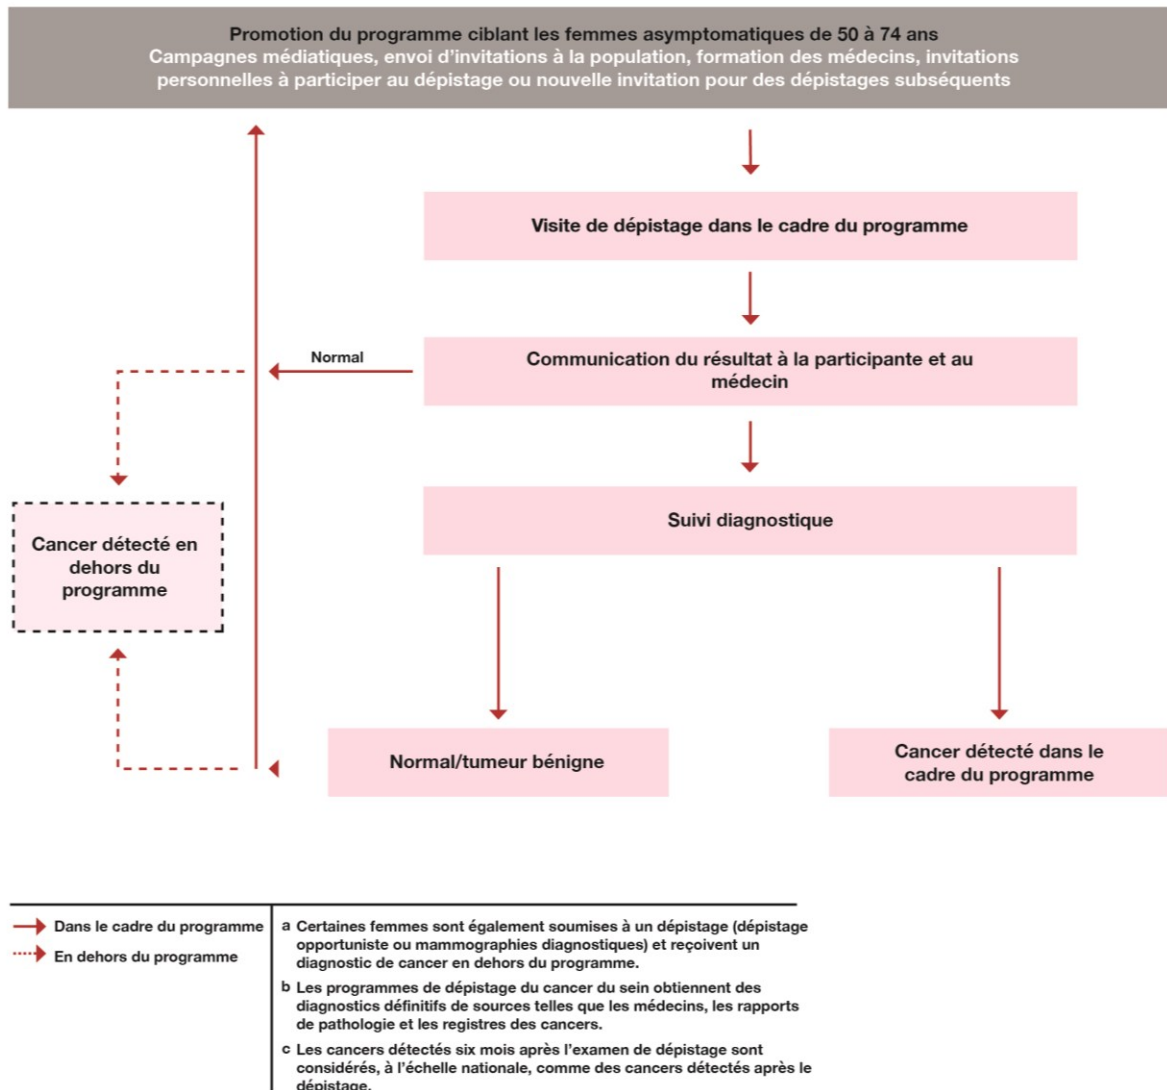 Promotion du programme ciblant les femmes asymptomatiques de 50 à 74 ans
Campagnes médiatiques, envoi d'invitations à la population, formation des médecins, invitations
personnelles à participer au dépistage ou nouvelle invitation pour des dépistages subséquents
Visite de dépistage dans le cadre du programme
Normal
Communication du résultat à la participante et au
médecin
Suivi diagnostique
Cancer détecté en
dehors du
programme
Normal/tumeur bénigne
Cancer détecté dans le
cadre du programme
Dans le cadre du programme
En dehors du programme
a Certaines femmes sont également soumises à un dépistage (dépistage
opportuniste ou mammographies diagnostiques) et reçoivent un
diagnostic de cancer en dehors du programme.
b Les programmes de dépistage du cancer du sein obtiennent des
diagnostics définitifs de sources telles que les médecins, les rapports
de pathologie et les registres des cancers.
c Les cancers détectés six mois après l'examen de dépistage sont
considérés, à l'échelle nationale, comme des cancers détectés après le
dépistage.